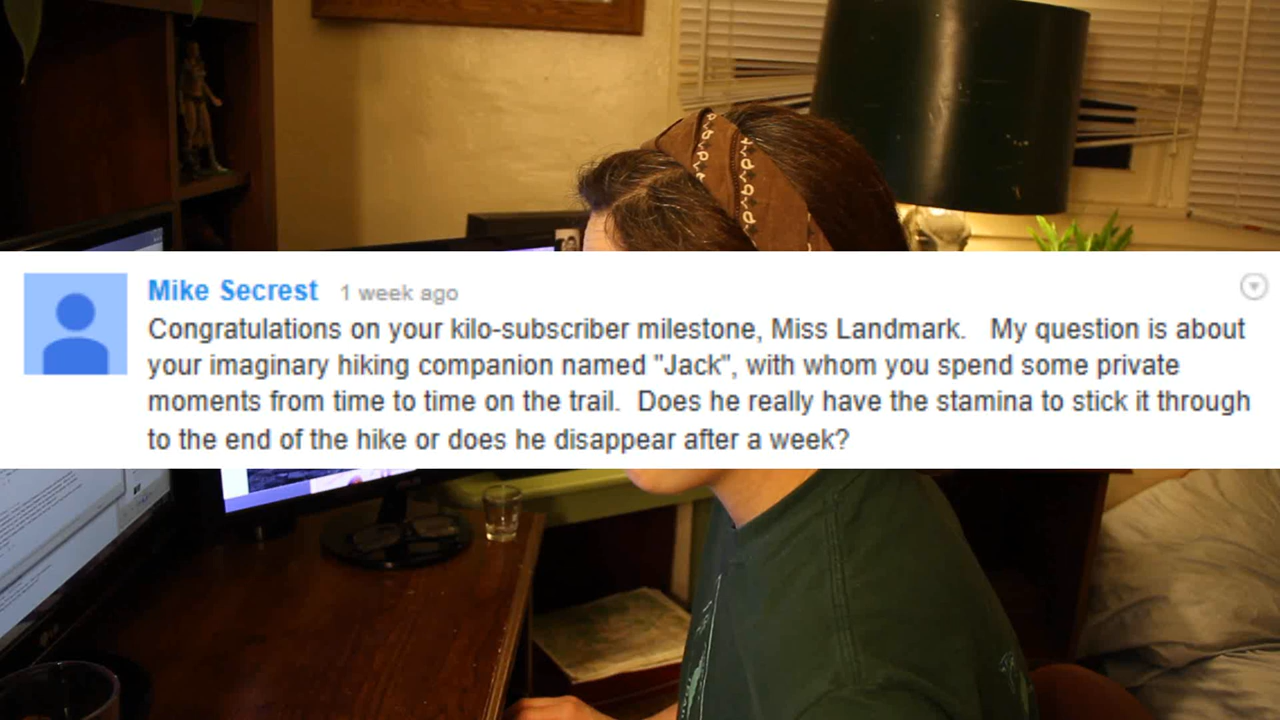 Mike Secrest 1 week ago
Congratulations on your kilo-subscriber milestone, Miss Landmark. My question is about
your imaginary hiking companion named "Jack", with whom you spend some private
moments from time to time on the trail. Does he really have the stamina to stick it through
to the end of the hike or does he disappear after a week?